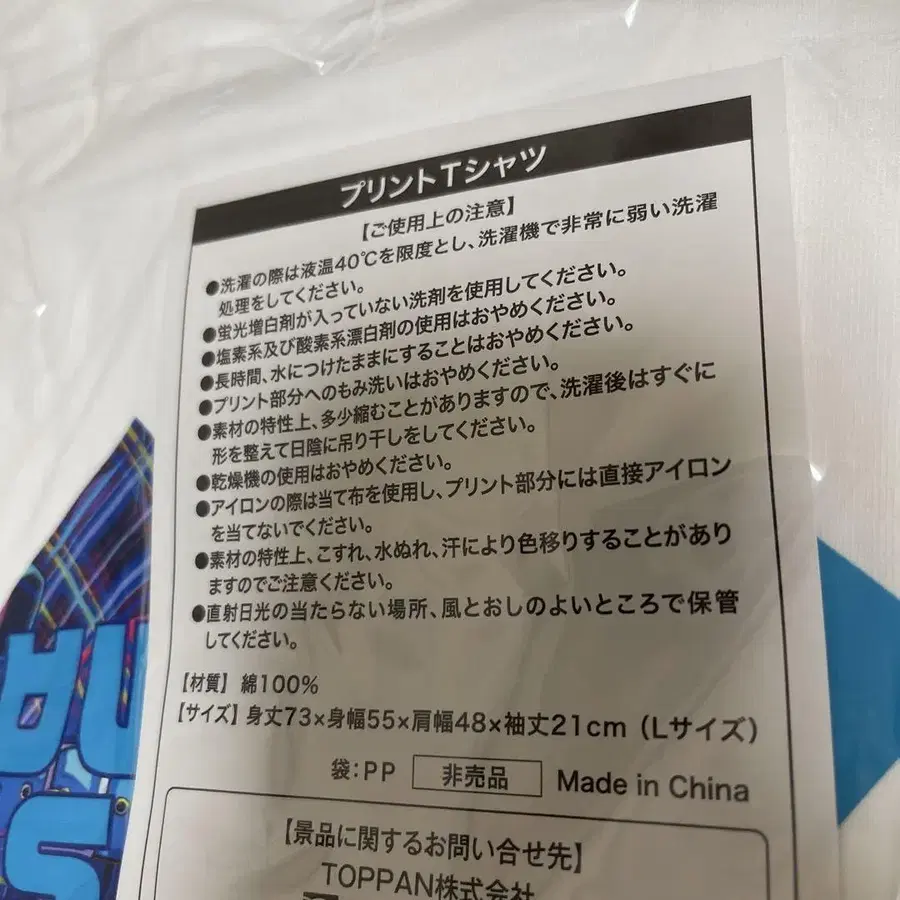 プリントTシャツ
【ご使用上の注意】
●洗濯の際は液温40℃を限度とし、洗濯機で非常に弱い洗濯
処理をしてください。
●蛍光増白剤が入っていない洗剤を使用してください。
●塩素系及び酸素系漂白剤の使用はおやめください。
●長時間、水につけたままにすることはおやめください。
●プリント部分へのもみ洗いはおやめください。
●素材の特性上、多少縮むことがありますので、洗濯後はすぐに
形を整えて日陰に吊り干しをしてください。
●乾燥機の使用はおやめください。
●アイロンの際は当て布を使用し、プリント部分には直接アイロン
を当てないでください。
●素材の特性上、こすれ、水ぬれ、汗により色移りすることがあり
ますのでご注意ください。
●直射日光の当たらない場所、風とおしのよいところで保管
してください。
【材質】 綿100%
【サイズ】身丈73×身幅55×肩幅48×袖丈21cm（Lサイズ）
袋:PP 非売品 Made in China
【景品に関するお問い合せ先】
TOPPAN株式会社